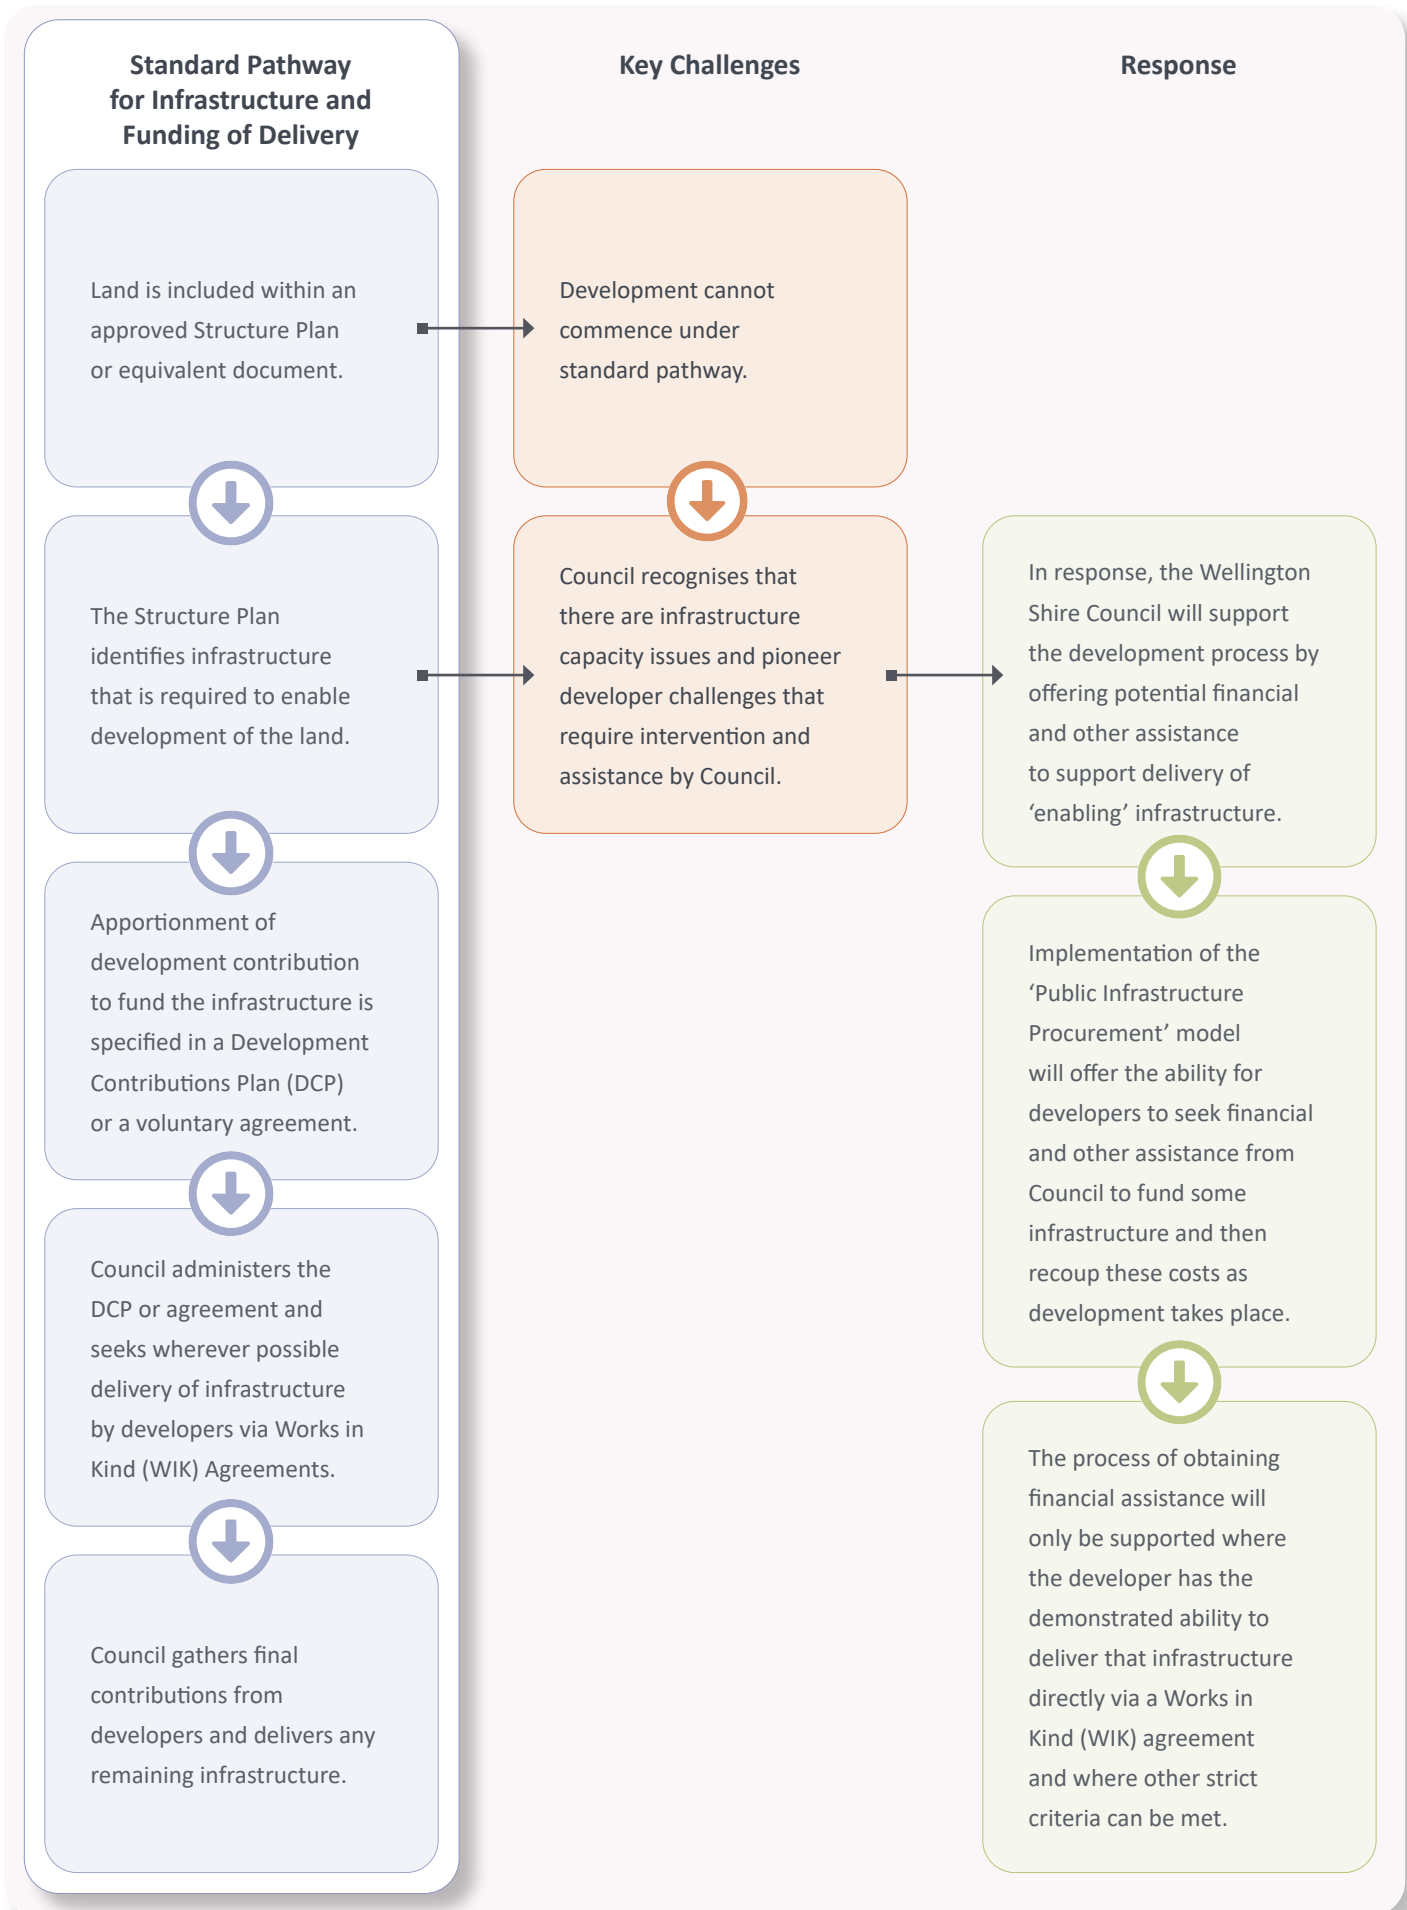 Standard Pathway
for Infrastructure and
Funding of Delivery
Land is included within an
approved Structure Plan
or equivalent document.
The Structure Plan
identifies infrastructure
that is required to enable
development of the land.
Apportionment of
development contribution
to fund the infrastructure is
specified in a Development
Contributions Plan (DCP)
or a voluntary agreement.
Council administers the
DCP or agreement and
seeks wherever possible
delivery of infrastructure
by developers via Works in
Kind (WIK) Agreements.
Council gathers final
contributions from
developers and delivers any
remaining infrastructure.
Key Challenges
Development cannot
commence under
standard pathway.
Council recognises that
there are infrastructure
capacity issues and pioneer
developer challenges that
require intervention and
assistance by Council.
Response
In response, the Wellington
Shire Council will support
the development process by
offering potential financial
and other assistance
to support delivery of
‘enabling’ infrastructure.
Implementation of the
‘Public Infrastructure
Procurement’ model
will offer the ability for
developers to seek financial
and other assistance from
Council to fund some
infrastructure and then
recoup these costs as
development takes place.
The process of obtaining
financial assistance will
only be supported where
the developer has the
demonstrated ability to
deliver that infrastructure
directly via a Works in
Kind (WIK) agreement
and where other strict
criteria can be met.